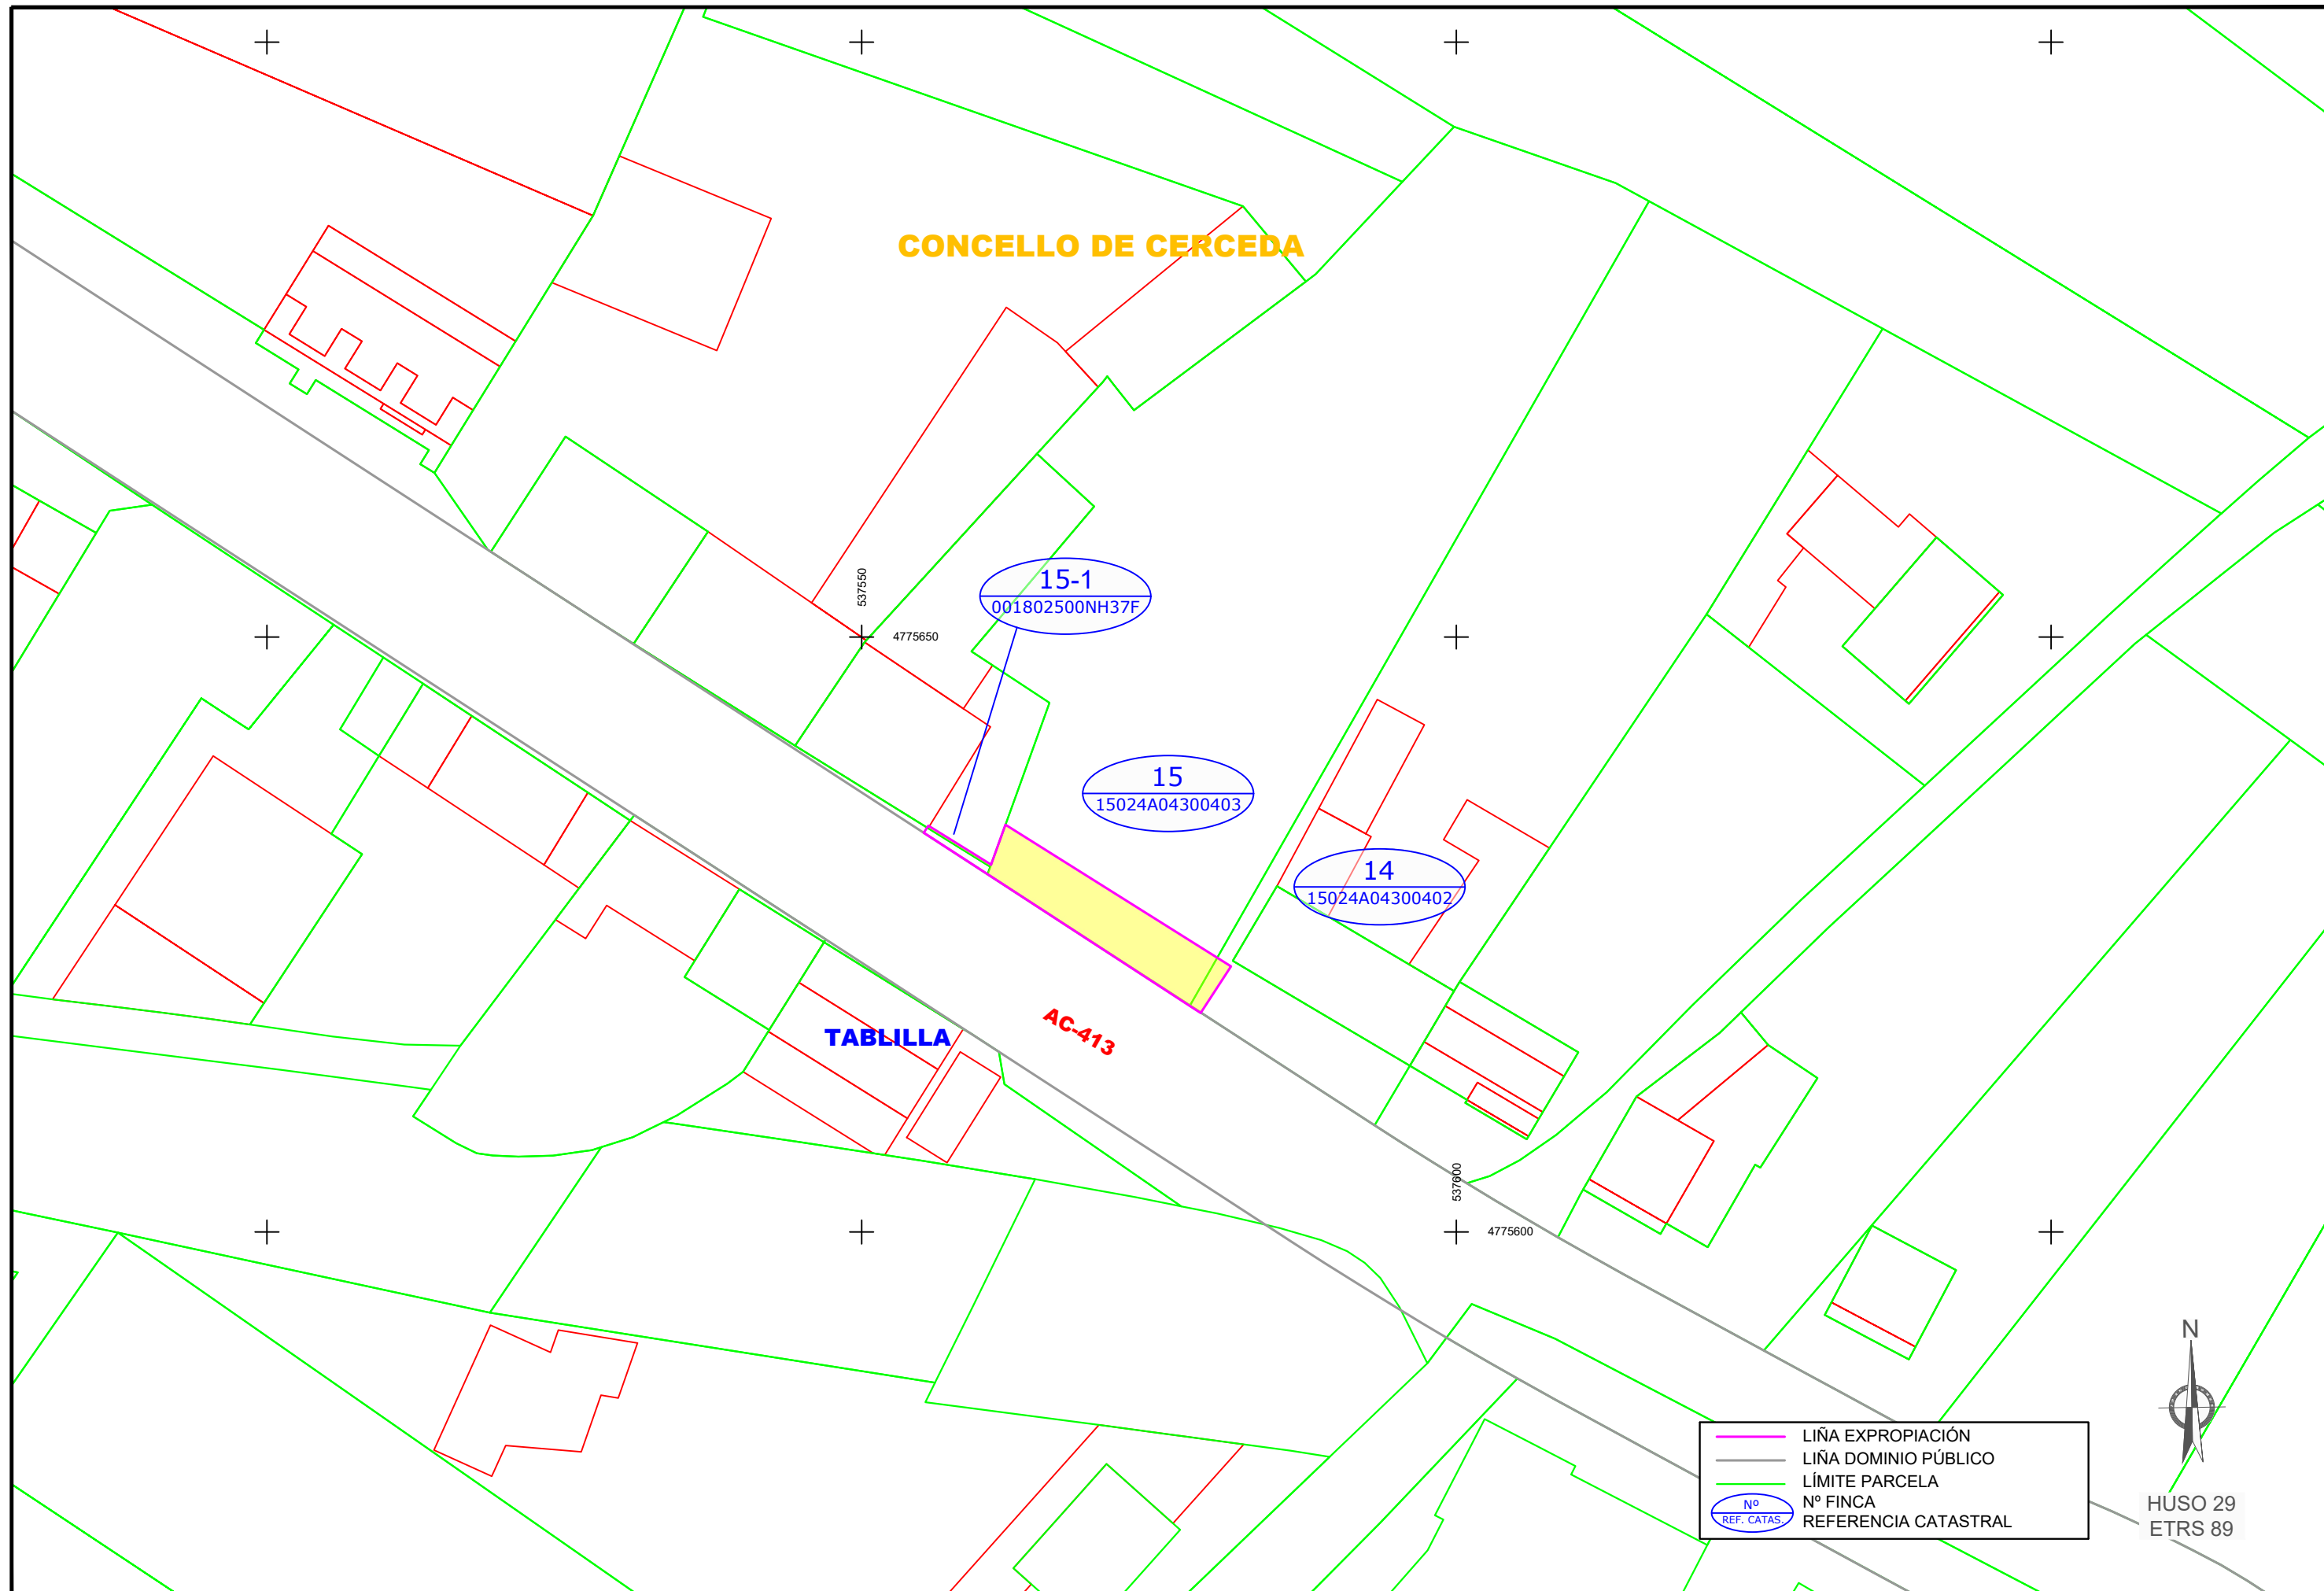 CONCELLO DE CERCEDA
537550
4775650
15-1
001802500NH37F
15
15024A04300403
14
15024A04300402
AC-413
TABLILLA
537600
4775600
N
LIÑA EXPROPIACIÓN
LIÑA DOMINIO PÚBLICO
LÍMITE PARCELA
Nº
REF. CATAS.
Nº FINCA
REFERENCIA CATASTRAL
HUSO 29
ETRS 89